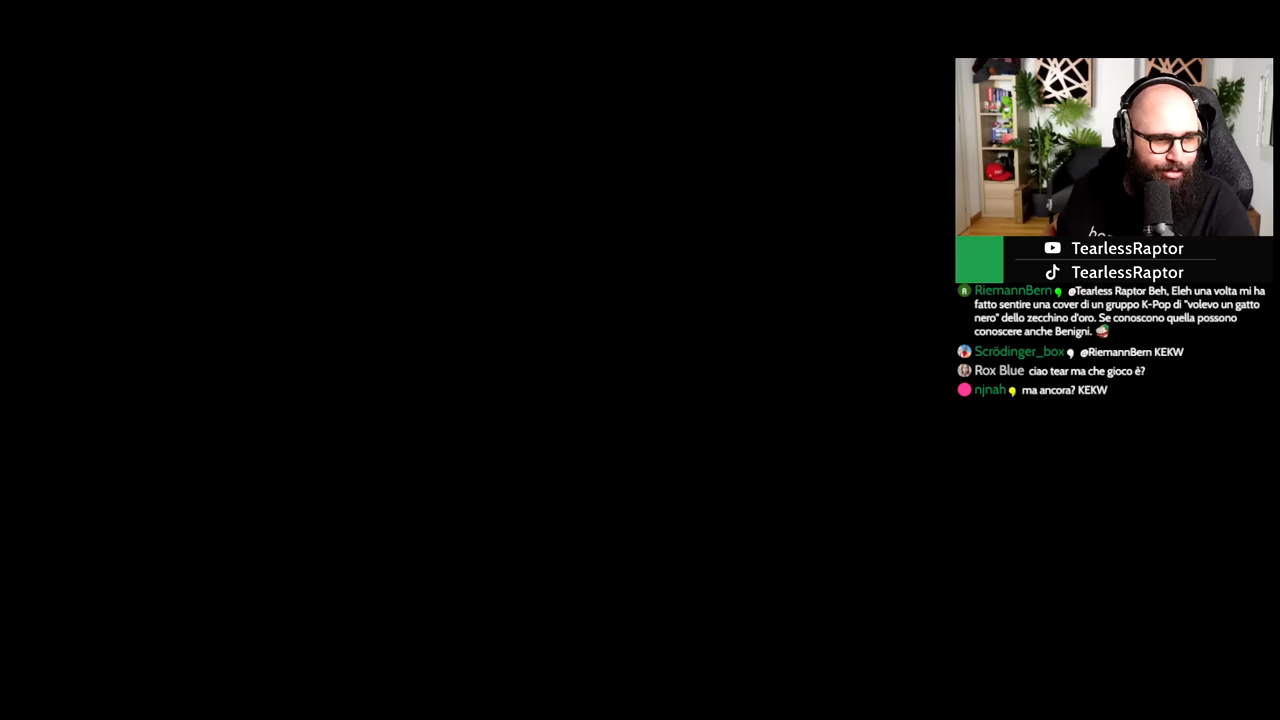 TearlessRaptor
TearlessRaptor
RiemannBern @Tearless Raptor Beh, Eleh una volta mi ha
fatto sentire una cover di un gruppo K-Pop di "volevo un gatto
nero" dello zecchino d'oro. Se conoscono quella possono
conoscere anche Benigni.
Scrödinger_box @RiemannBern KEKW
Rox Blue ciao tear ma che gioco è?
njnah ma ancora? KEKW